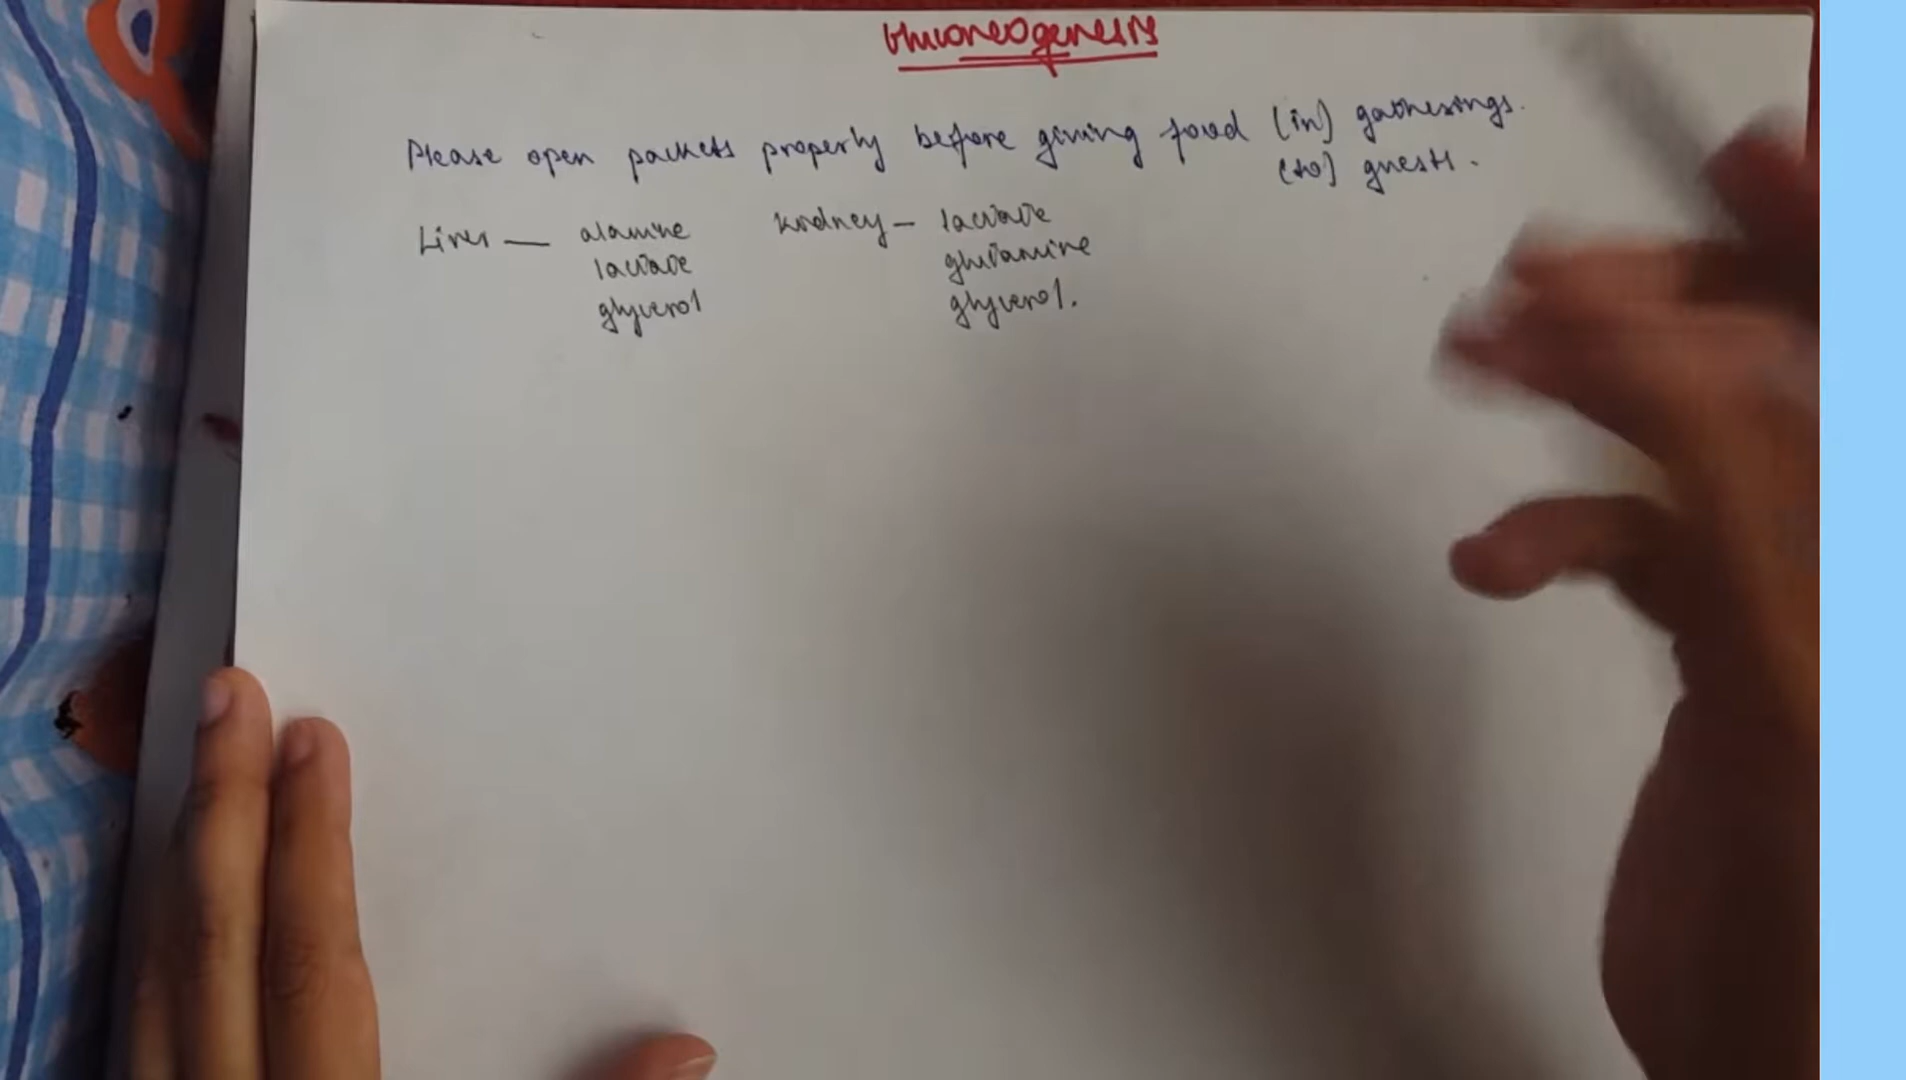 Gluconeogenesis
Please open packets properly before giving food (in) gatherings.
(to) guests.
Liver — alanine Kidney — lactate
lactate glutamine
glycerol glycerol.